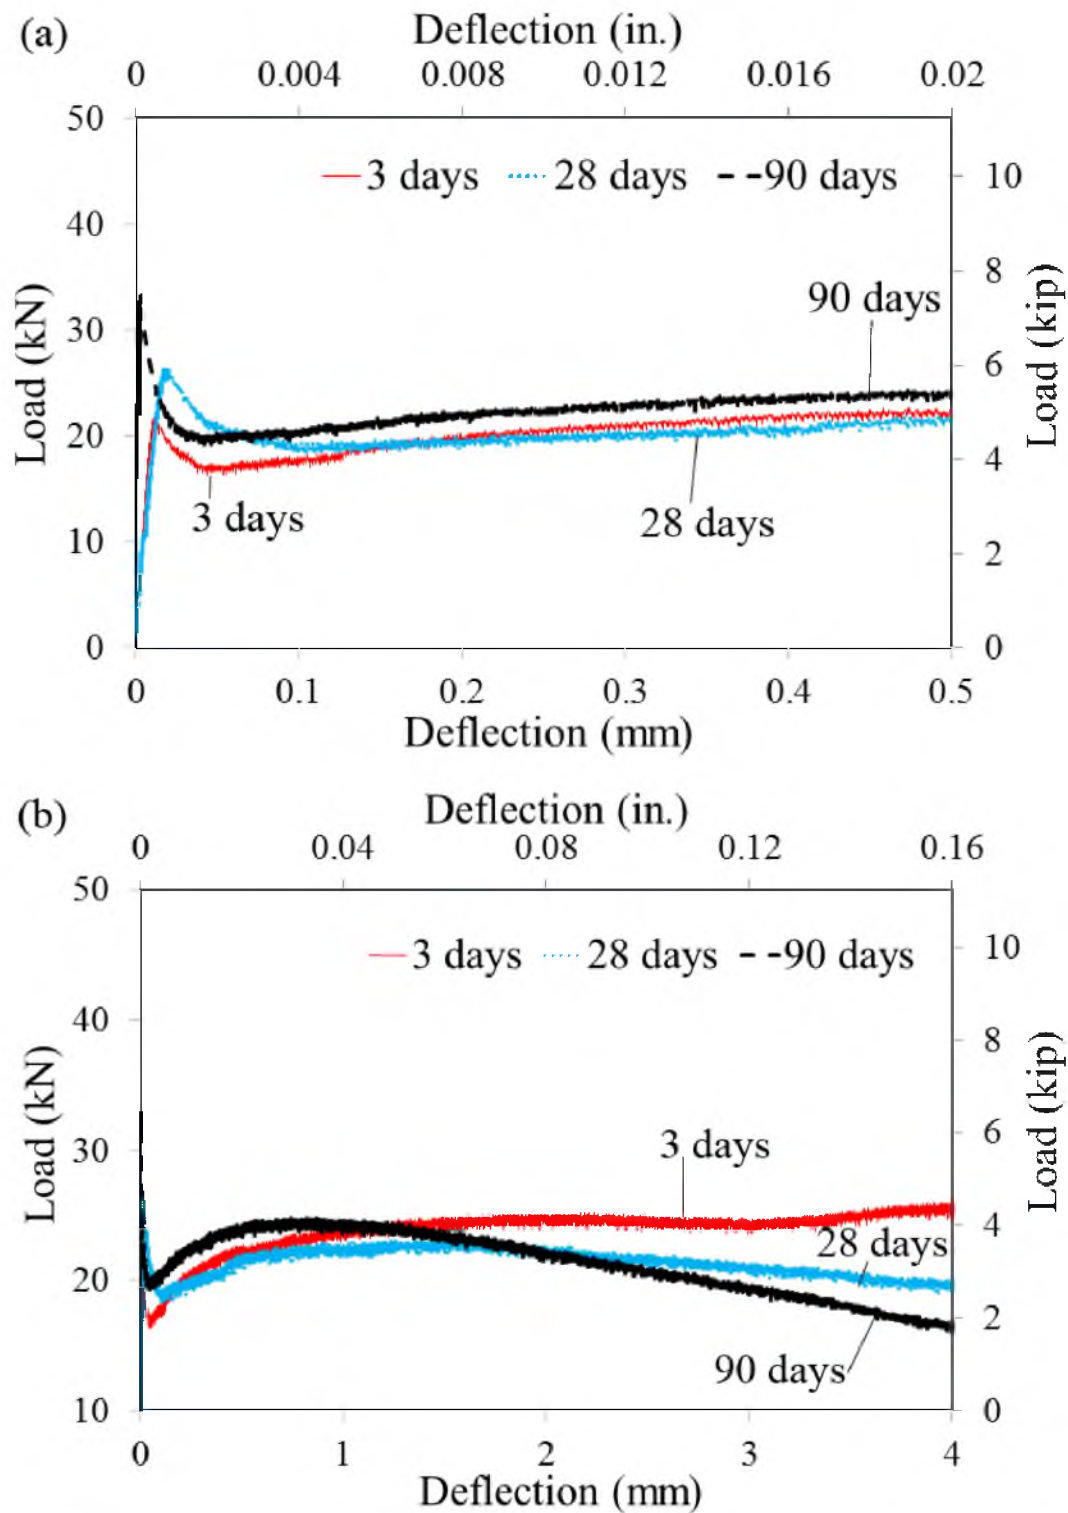 (a)
Deflection (in.)
0 0.004 0.008 0.012 0.016 0.02
50
3 days 28 days 90 days
10
40
8
90 days
30
6
Load (kN)
Load (kip)
20
4
3 days
28 days
10
2
0
0
0 0.1 0.2 0.3 0.4 0.5
Deflection (mm)
(b)
Deflection (in.)
0 0.04 0.08 0.12 0.16
50
3 days 28 days 90 days
10
40
8
30
3 days
6
Load (kN)
Load (kip)
4
28 days
20
2
90 days
10
0
0 1 2 3 4
Deflection (mm)